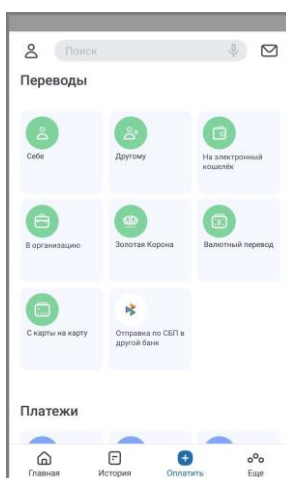 Поиск
Переводы
Себе
Другому
На электронный
кошелёк
В организацию
Золотая Корона
Валютный перевод
С карты на карту
Отправка по СБП в
другой банк
Платежи
Главная
История
Оплатить
Еще